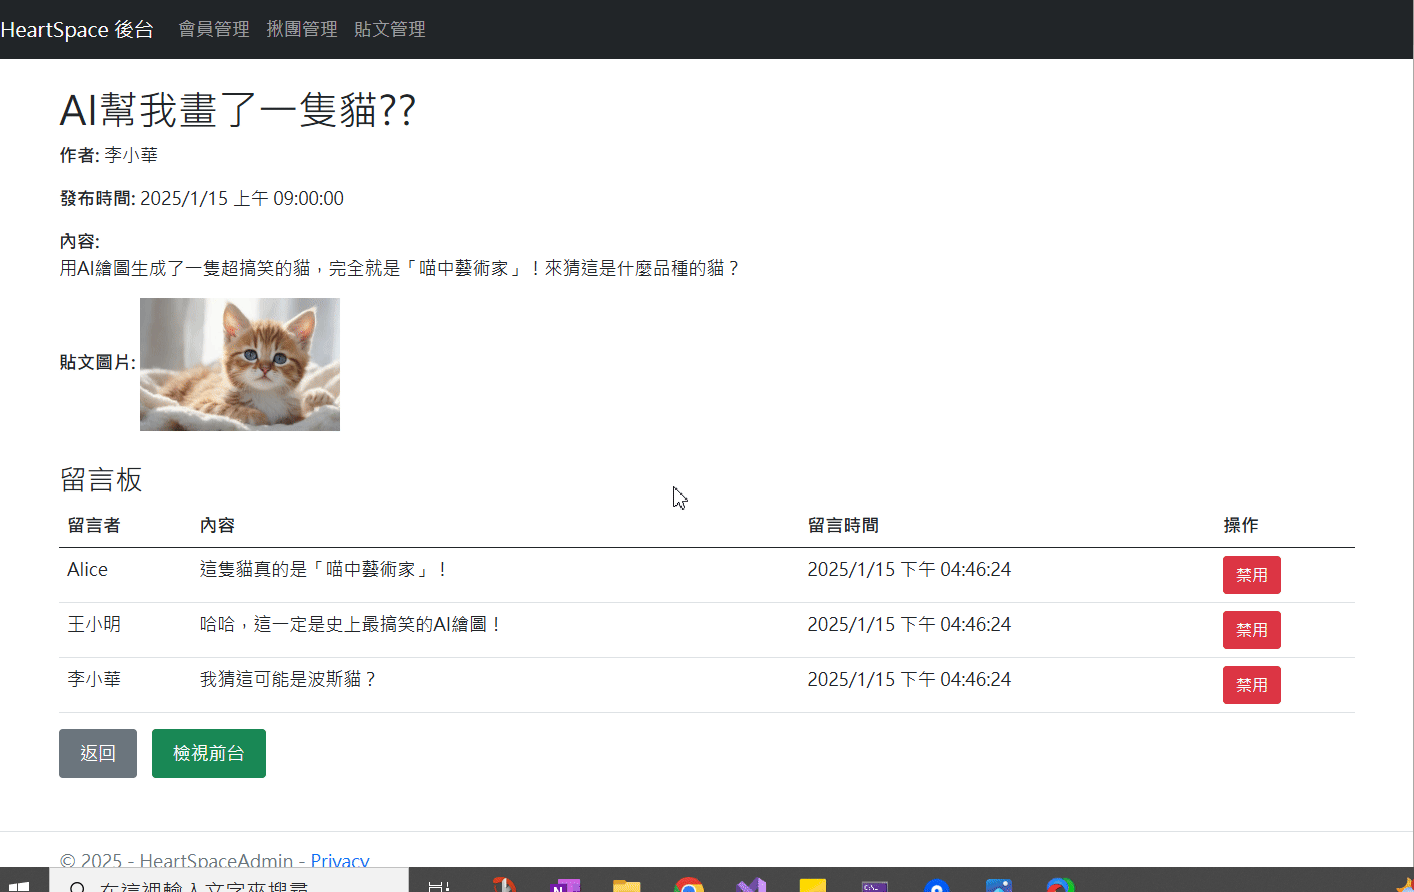 HeartSpace 後台 會員管理 揪團管理 貼文管理
AI幫我畫了一隻貓??
作者: 李小華
發布時間: 2025/1/15 上午 09:00:00
內容:
用AI繪圖生成了一隻超搞笑的貓，完全就是「喵中藝術家」！來猜這是什麼品種的貓？
貼文圖片:
留言板
留言者 內容 留言時間 操作
Alice 這隻貓真的是「喵中藝術家」！ 2025/1/15 下午 04:46:24 禁用
王小明 哈哈，這一定是史上最搞笑的AI繪圖！ 2025/1/15 下午 04:46:24 禁用
李小華 我猜這可能是波斯貓？ 2025/1/15 下午 04:46:24 禁用
返回 檢視前台
© 2025 - HeartSpaceAdmin - Privacy
在這裡輸入文字來搜尋